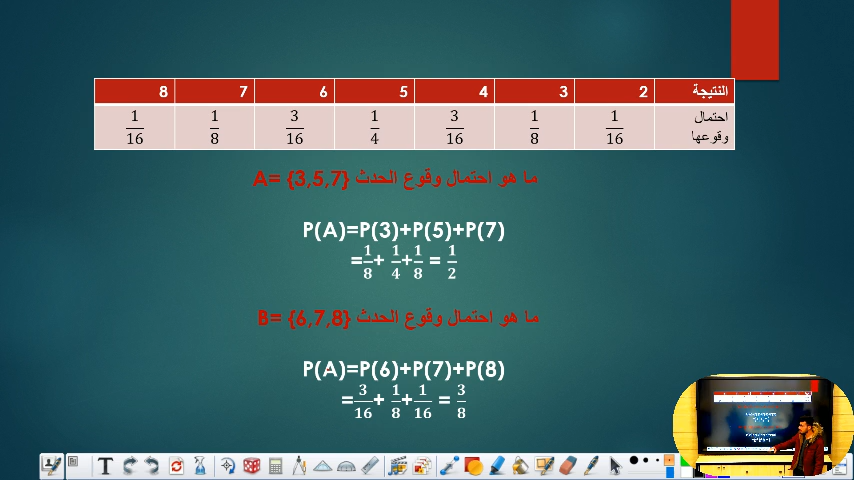 النتيجة 2 3 4 5 6 7 8
احتمال وقوعها 1/16 1/8 3/16 1/4 3/16 1/8 1/16
ما هو احتمال وقوع الحدث A= {3,5,7}
P(A)=P(3)+P(5)+P(7)
=1/8+ 1/4+1/8 = 1/2
ما هو احتمال وقوع الحدث B= {6,7,8}
P(A)=P(6)+P(7)+P(8)
=3/16+ 1/8+1/16 = 3/8